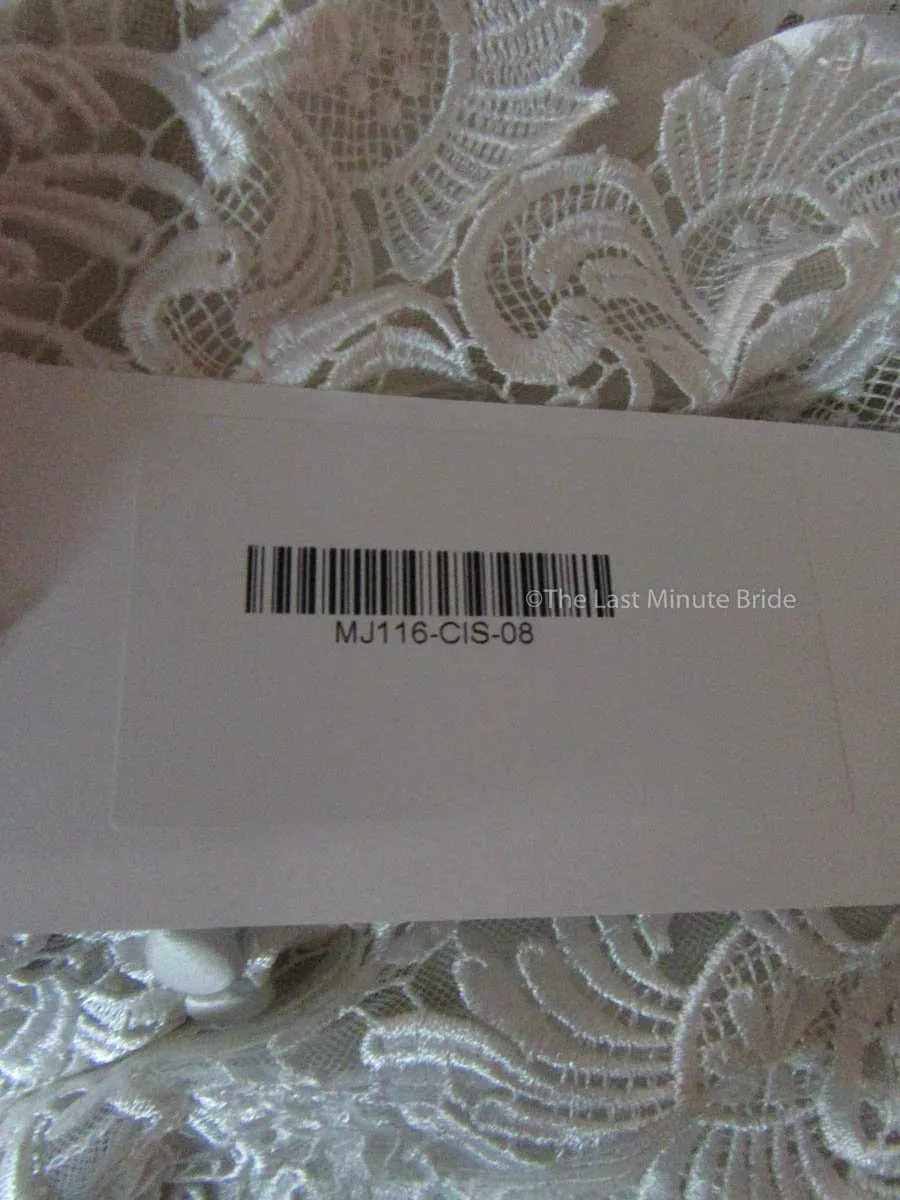 ©The Last Minute Bride
MJ116-CIS-08